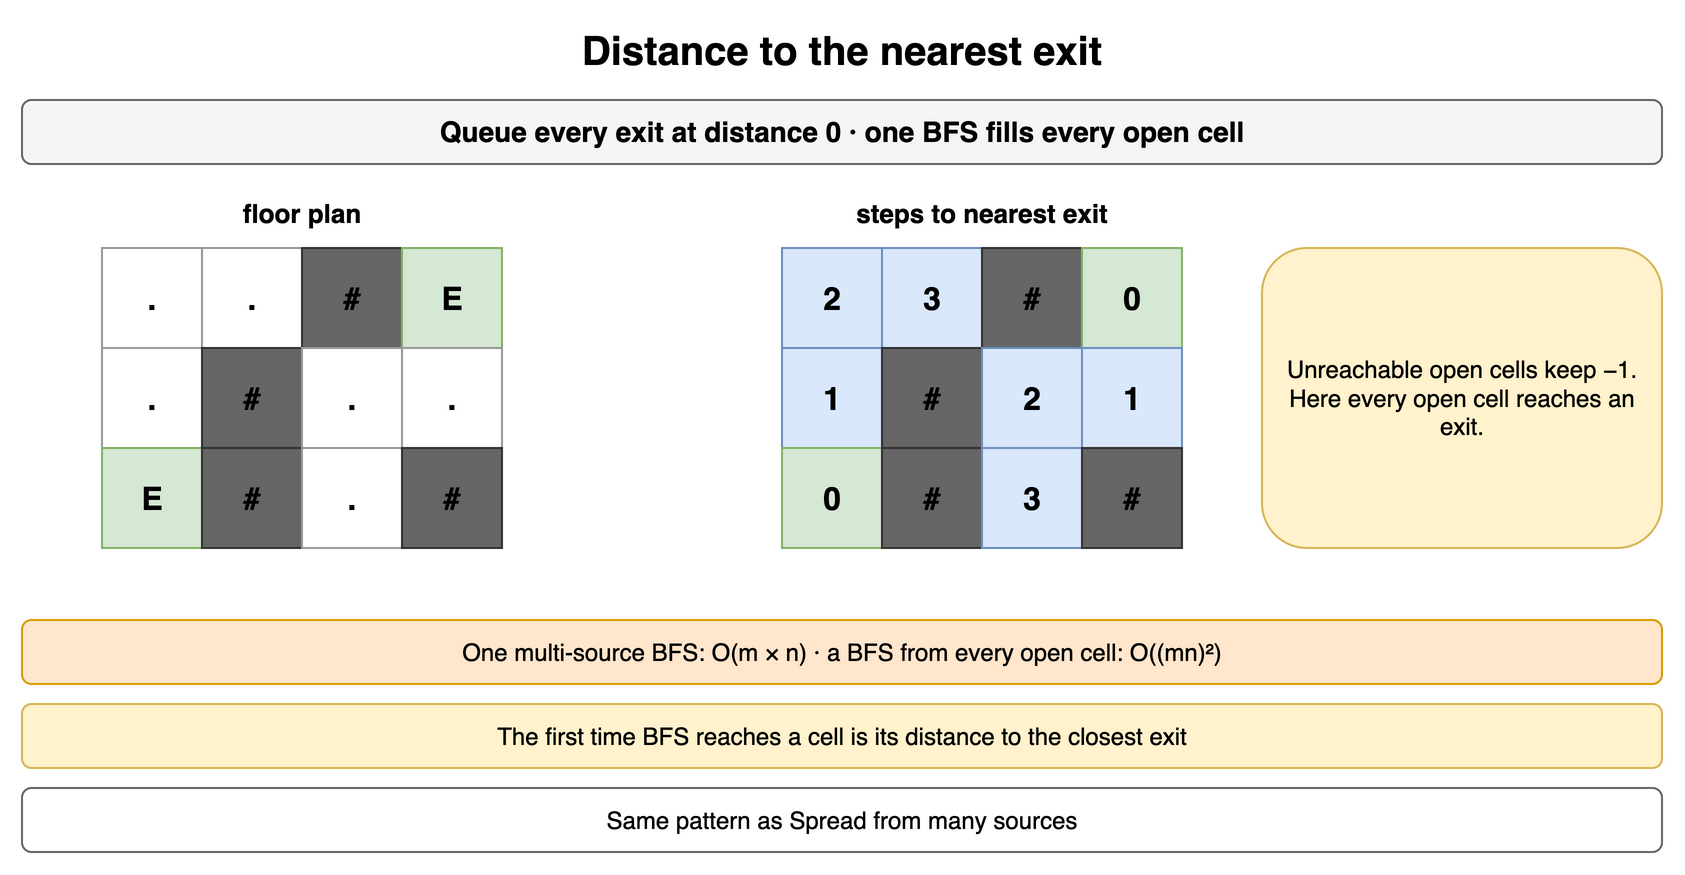 Distance to the nearest exit
Queue every exit at distance 0 · one BFS fills every open cell
floor plan
. . # E
. # . .
E # . #
steps to nearest exit
2 3 # 0
1 # 2 1
0 # 3 #
Unreachable open cells keep −1.
Here every open cell reaches an
exit.
One multi-source BFS: O(m × n) · a BFS from every open cell: O((mn)²)
The first time BFS reaches a cell is its distance to the closest exit
Same pattern as Spread from many sources